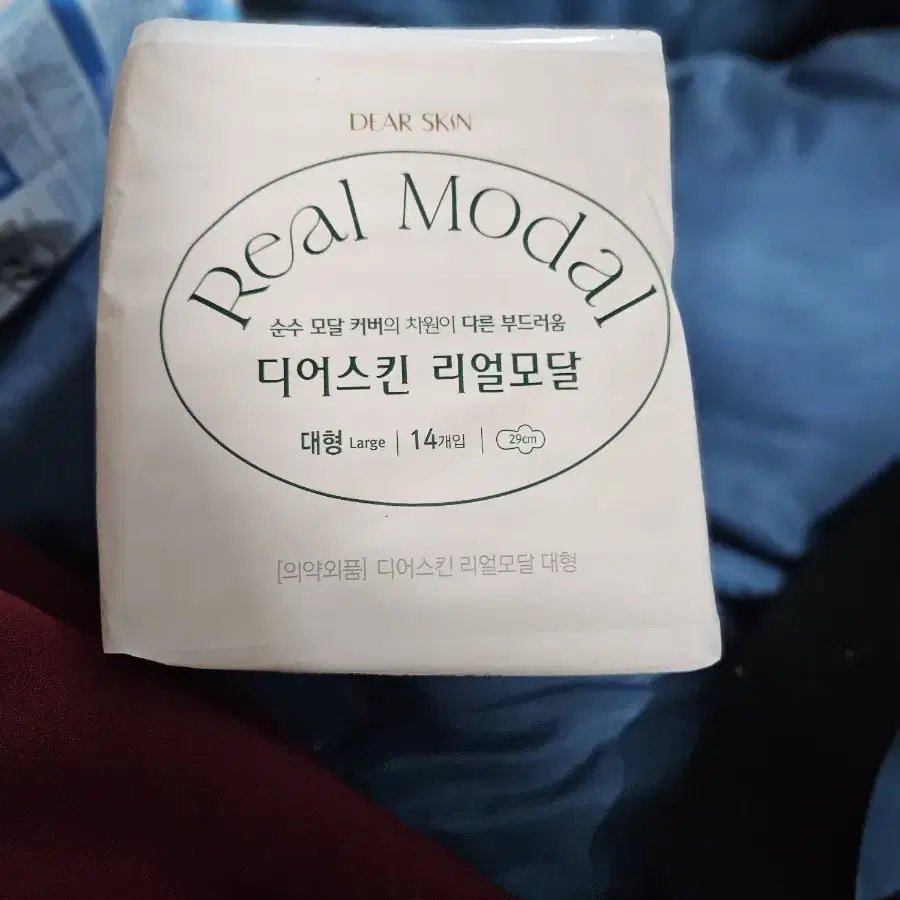 DEAR SKIN
Real Modal
순수 모달 커버의 차원이 다른 부드러움
디어스킨 리얼모달
대형 Large | 14개입 | 29cm
[의약외품] 디어스킨 리얼모달 대형